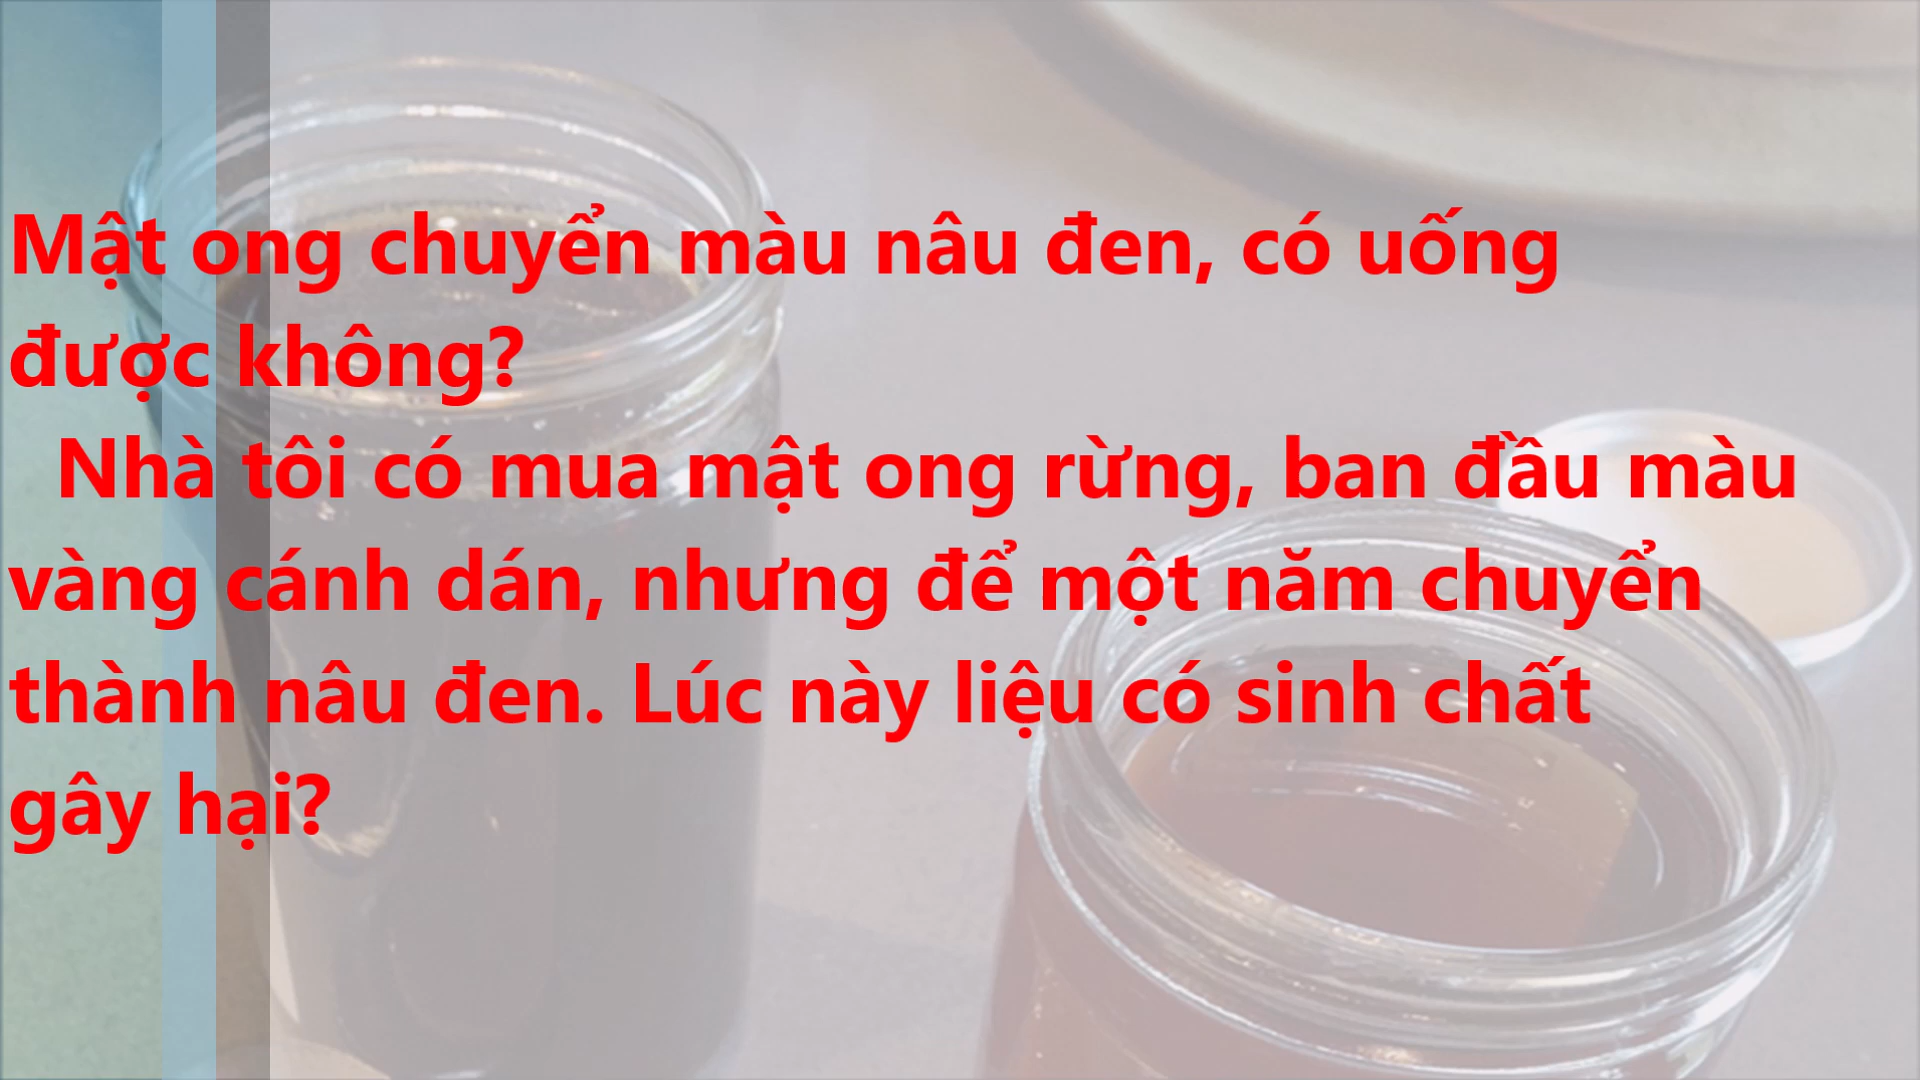 Mật ong chuyển màu nâu đen, có uống
được không?
Nhà tôi có mua mật ong rừng, ban đầu màu
vàng cánh dán, nhưng để một năm chuyển
thành nâu đen. Lúc này liệu có sinh chất
gây hại?